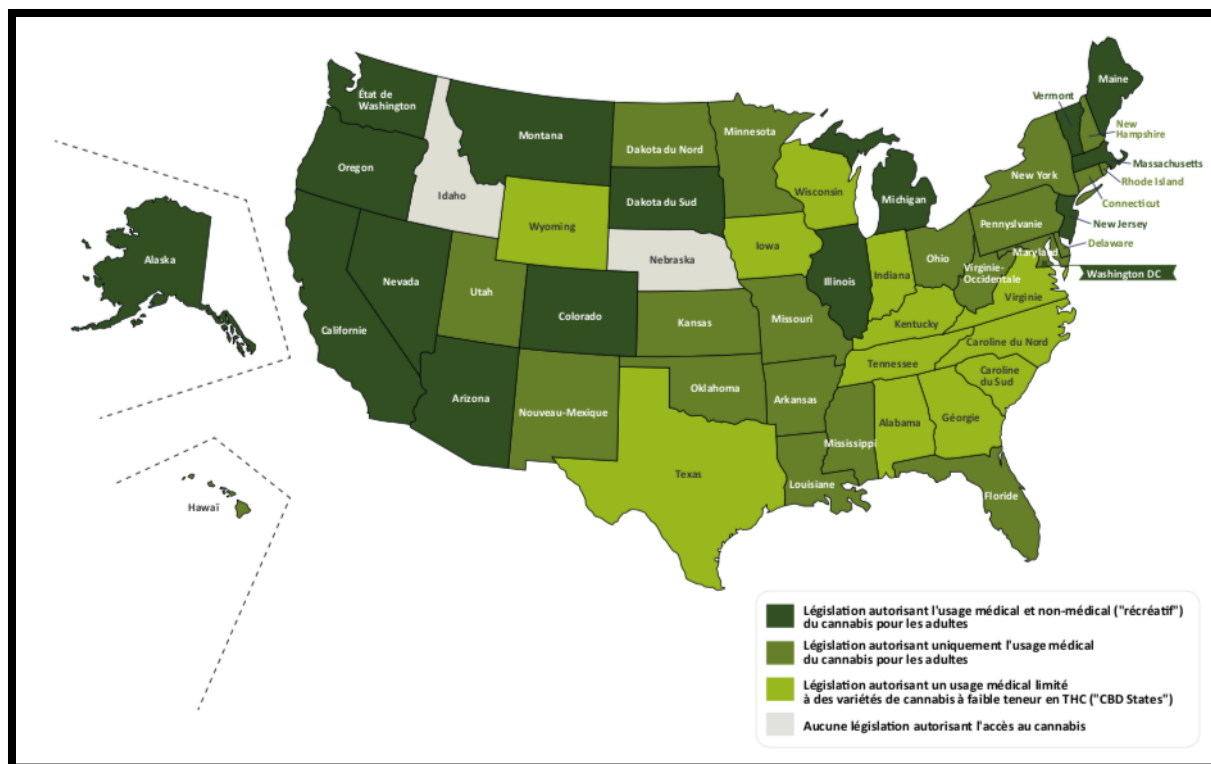 Maine
Vermont
État de
Washington
New
Hampshire
Minnesota
Montana
Dakota du Nord
Massachusetts
Oregon
New York
Rhode Island
Wisconsin
Idaho
Dakota du Sud
Michigan
Connecticut
Pennyslvanie
New Jersey
Wyoming
Iowa
Delaware
Maryland
Ohio
Alaska
Nebraska
Virginie-
Occidentale
Washington DC
Nevada
Illinois
Indiana
Utah
Virginie
Colorado
Californie
Kansas
Missouri
Kentucky
Caroline du Nord
Tennessee
Caroline
du Sud
Oklahoma
Arizona
Arkansas
Nouveau-Mexique
Alabama
Géorgie
Mississippi
Texas
Louisiane
Floride
Hawaï
Législation autorisant l'usage médical et non-médical ("récréatif")
du cannabis pour les adultes
Législation autorisant uniquement l'usage médical
du cannabis pour les adultes
Législation autorisant un usage médical limité
à des variétés de cannabis à faible teneur en THC ("CBD States")
Aucune législation autorisant l'accès au cannabis